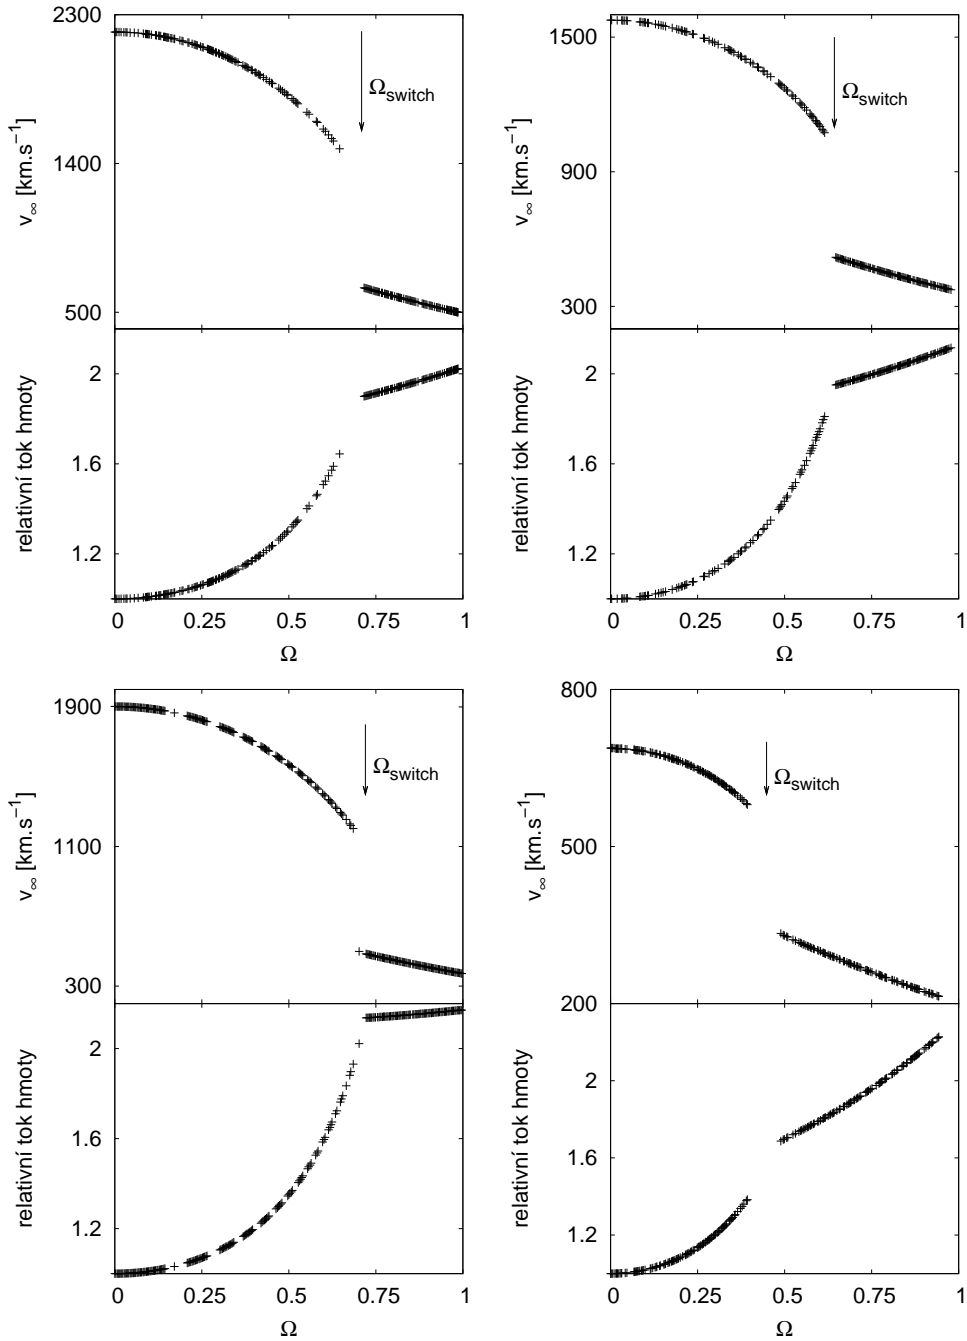 2300
1400
500
v∞ [km.s⁻¹]
Ωswitch
2
1.6
1.2
relativní tok hmoty
0 0.25 0.5 0.75 1
Ω
1500
900
300
v∞ [km.s⁻¹]
Ωswitch
2
1.6
1.2
relativní tok hmoty
0 0.25 0.5 0.75 1
Ω
1900
1100
300
v∞ [km.s⁻¹]
Ωswitch
2
1.6
1.2
relativní tok hmoty
0 0.25 0.5 0.75 1
Ω
800
500
200
v∞ [km.s⁻¹]
Ωswitch
2
1.6
1.2
relativní tok hmoty
0 0.25 0.5 0.75 1
Ω